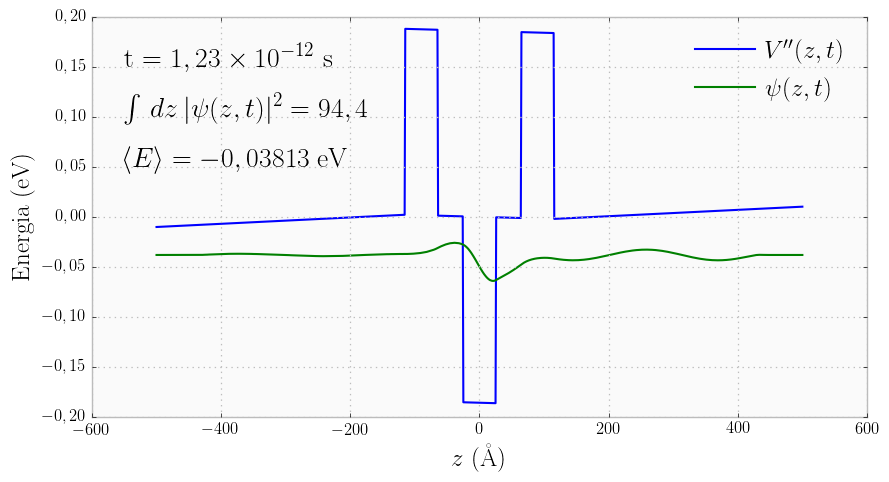 0,20
0,15
0,10
0,05
0,00
−0,05
−0,10
−0,15
−0,20
Energia (eV)
t = 1,23 × 10⁻¹² s
∫ dz |ψ(z, t)|² = 94,4
⟨E⟩ = −0,03813 eV
V″(z, t)
ψ(z, t)
−600 −400 −200 0 200 400 600
z (Å)